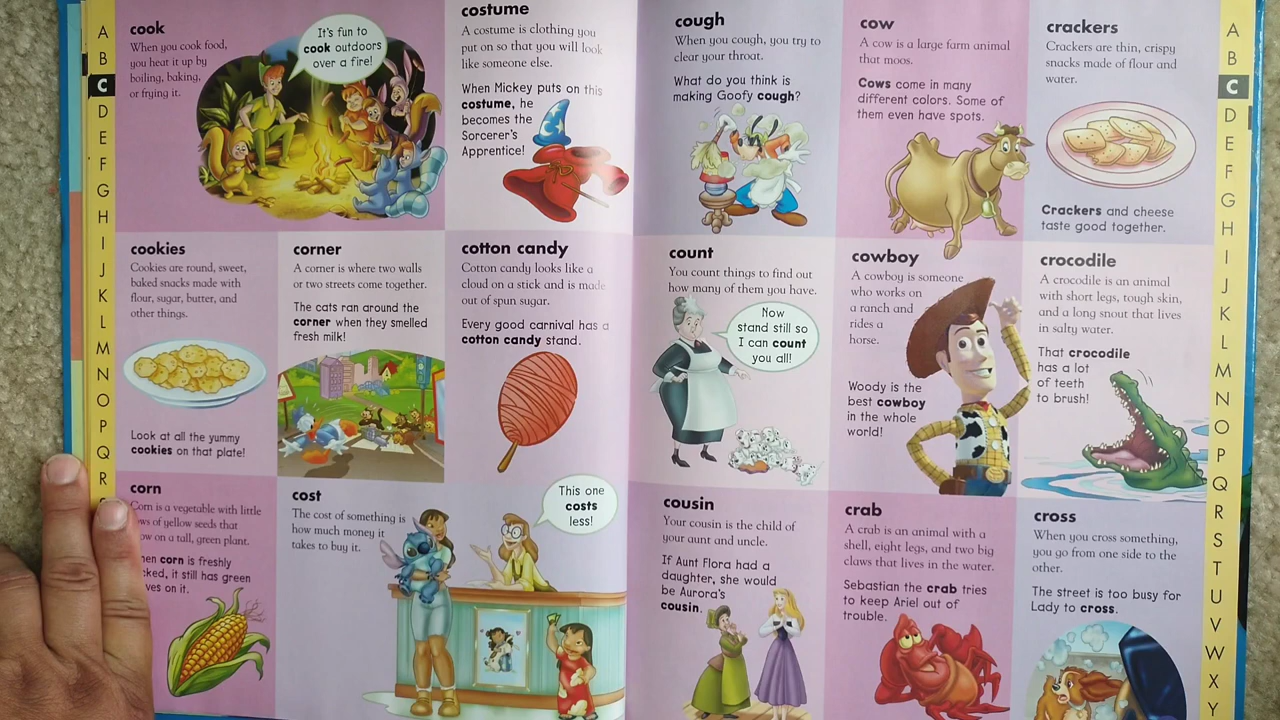 A
B
C
D
E
F
G
H
I
J
K
L
M
N
O
P
Q
R
cook
When you cook food,
you heat it up by
boiling, baking,
or frying it.
It's fun to
cook outdoors
over a fire!
costume
A costume is clothing you
put on so that you will look
like someone else.
When Mickey puts on this
costume, he
becomes the
Sorcerer's
Apprentice!
cookies
Cookies are round, sweet,
baked snacks made with
flour, sugar, butter, and
other things.
Look at all the yummy
cookies on that plate!
corner
A corner is where two walls
or two streets come together.
The cats ran around the
corner when they smelled
fresh milk!
cotton candy
Cotton candy looks like a
cloud on a stick and is made
out of spun sugar.
Every good carnival has a
cotton candy stand.
corn
Corn is a vegetable with little
of yellow seeds that
on a tall, green plant.
corn is freshly
it still has green
on it.
cost
The cost of something is
how much money it
takes to buy it.
This one
costs
less!
cough
When you cough, you try to
clear your throat.
What do you think is
making Goofy cough?
cow
A cow is a large farm animal
that moos.
Cows come in many
different colors. Some of
them even have spots.
crackers
Crackers are thin, crispy
snacks made of flour and
water.
Crackers and cheese
taste good together.
count
You count things to find out
how many of them you have.
Now
stand still so
I can count
you all!
cowboy
A cowboy is someone
who works on
a ranch and
rides a
horse.
Woody is the
best cowboy
in the whole
world!
crocodile
A crocodile is an animal
with short legs, tough skin,
and a long snout that lives
in salty water.
That crocodile
has a lot
of teeth
to brush!
cousin
Your cousin is the child of
your aunt and uncle.
If Aunt Flora had a
daughter, she would
be Aurora's
cousin.
crab
A crab is an animal with a
shell, eight legs, and two big
claws that lives in the water.
Sebastian the crab tries
to keep Ariel out of
trouble.
cross
When you cross something,
you go from one side to the
other.
The street is too busy for
Lady to cross.
A
B
C
D
E
F
G
H
I
J
K
L
M
N
O
P
Q
R
S
T
U
V
W
X
Y